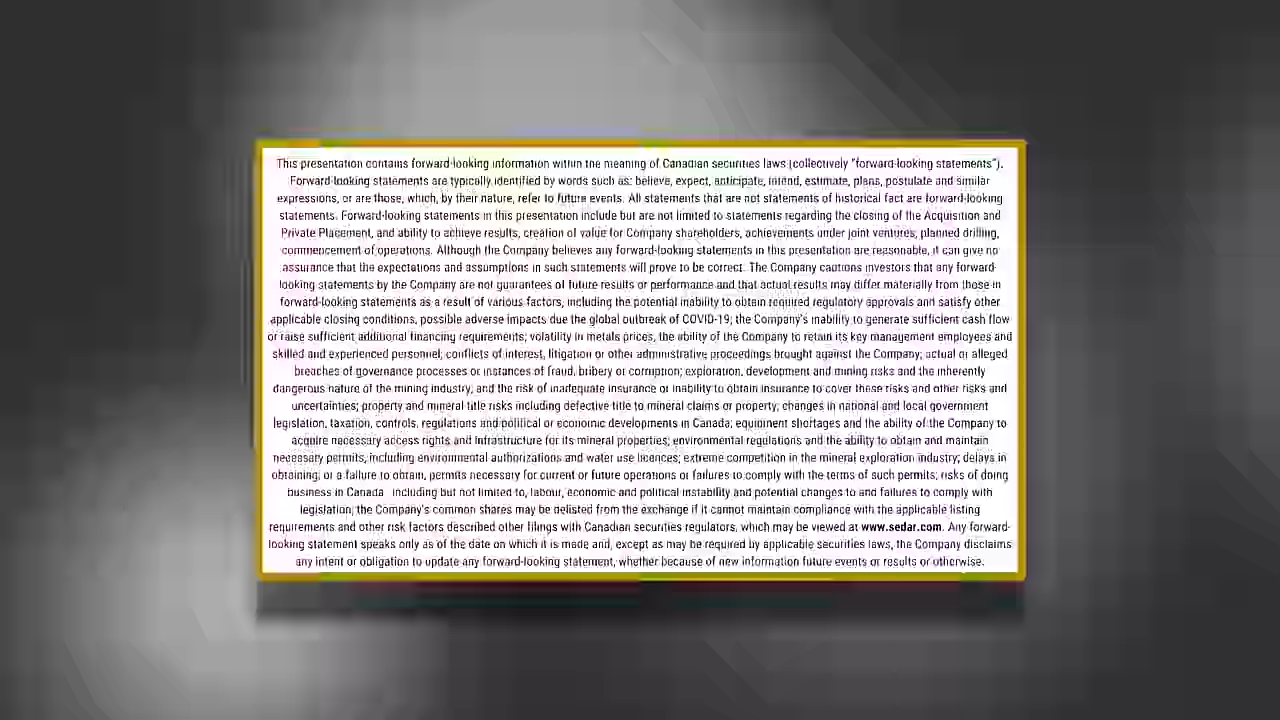 This presentation contains forward-looking information within the meaning of Canadian securities laws (collectively "forward-looking statements").
Forward-looking statements are typically identified by words such as: believe, expect, anticipate, intend, estimate, plans, postulate and similar
expressions, or are those, which, by their nature, refer to future events. All statements that are not statements of historical fact are forward-looking
statements. Forward-looking statements in this presentation include but are not limited to statements regarding the closing of the Acquisition and
Private Placement, and ability to achieve results, creation of value for Company shareholders, achievements under joint ventures, planned drilling,
commencement of operations. Although the Company believes any forward-looking statements in this presentation are reasonable, it can give no
assurance that the expectations and assumptions in such statements will prove to be correct. The Company cautions investors that any forward-
looking statements by the Company are not guarantees of future results or performance and that actual results may differ materially from those in
forward-looking statements as a result of various factors, including the potential inability to obtain required regulatory approvals and satisfy other
applicable closing conditions, possible adverse impacts due the global outbreak of COVID-19; the Company's inability to generate sufficient cash flow
or raise sufficient additional financing requirements; volatility in metals prices, the ability of the Company to retain its key management employees and
skilled and experienced personnel; conflicts of interest, litigation or other administrative proceedings brought against the Company; actual or alleged
breaches of governance processes or instances of fraud, bribery or corruption; exploration, development and mining risks and the inherently
dangerous nature of the mining industry, and the risk of inadequate insurance or inability to obtain insurance to cover these risks and other risks and
uncertainties; property and mineral title risks including defective title to mineral claims or property; changes in national and local government
legislation, taxation, controls, regulations and political or economic developments in Canada; equipment shortages and the ability of the Company to
acquire necessary access rights and infrastructure for its mineral properties; environmental regulations and the ability to obtain and maintain
necessary permits, including environmental authorizations and water use licences; extreme competition in the mineral exploration industry; delays in
obtaining, or a failure to obtain, permits necessary for current or future operations or failures to comply with the terms of such permits; risks of doing
business in Canada including but not limited to, labour, economic and political instability and potential changes to and failures to comply with
legislation; the Company's common shares may be delisted from the exchange if it cannot maintain compliance with the applicable listing
requirements and other risk factors described other filings with Canadian securities regulators, which may be viewed at www.sedar.com. Any forward-
looking statement speaks only as of the date on which it is made and, except as may be required by applicable securities laws, the Company disclaims
any intent or obligation to update any forward-looking statement, whether because of new information future events or results or otherwise.